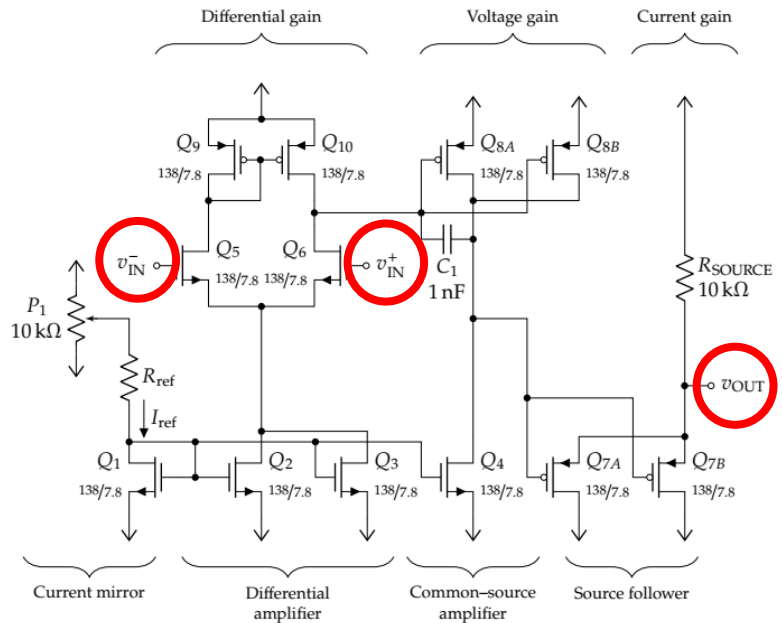 Differential gain
Voltage gain
Current gain
Q9
138/7.8
Q10
138/7.8
Q8A
138/7.8
Q8B
138/7.8
v−IN
Q5
138/7.8
Q6
138/7.8
v+IN
C1
1 nF
RSOURCE
10 kΩ
P1
10 kΩ
Rref
Iref
vOUT
Q1
138/7.8
Q2
138/7.8
Q3
138/7.8
Q4
138/7.8
Q7A
138/7.8
Q7B
138/7.8
Current mirror
Differential
amplifier
Common–source
amplifier
Source follower